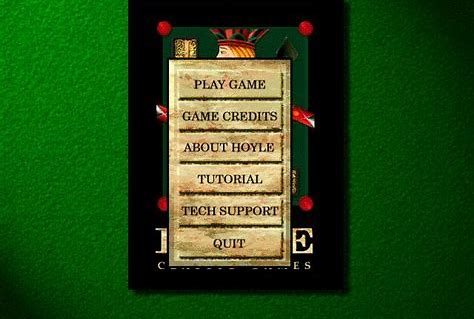 PLAY GAME
GAME CREDITS
ABOUT HOYLE
TUTORIAL
TECH SUPPORT
QUIT